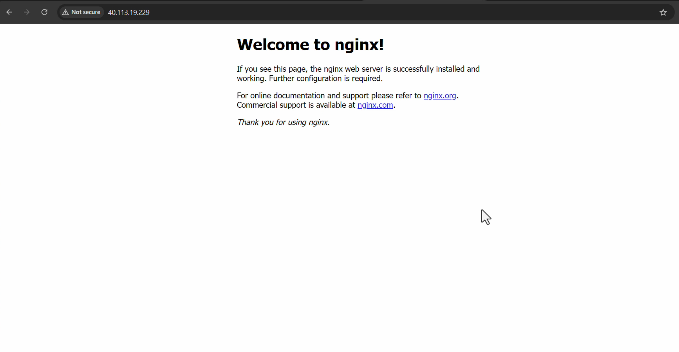 Not secure 40.113.19.229
Welcome to nginx!
If you see this page, the nginx web server is successfully installed and
working. Further configuration is required.
For online documentation and support please refer to nginx.org.
Commercial support is available at nginx.com.
Thank you for using nginx.